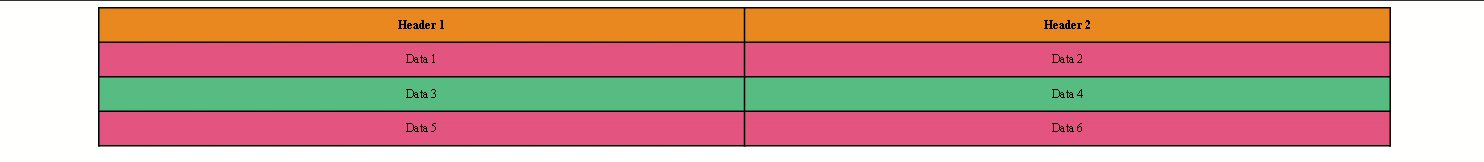 Header 1 Header 2
Data 1 Data 2
Data 3 Data 4
Data 5 Data 6